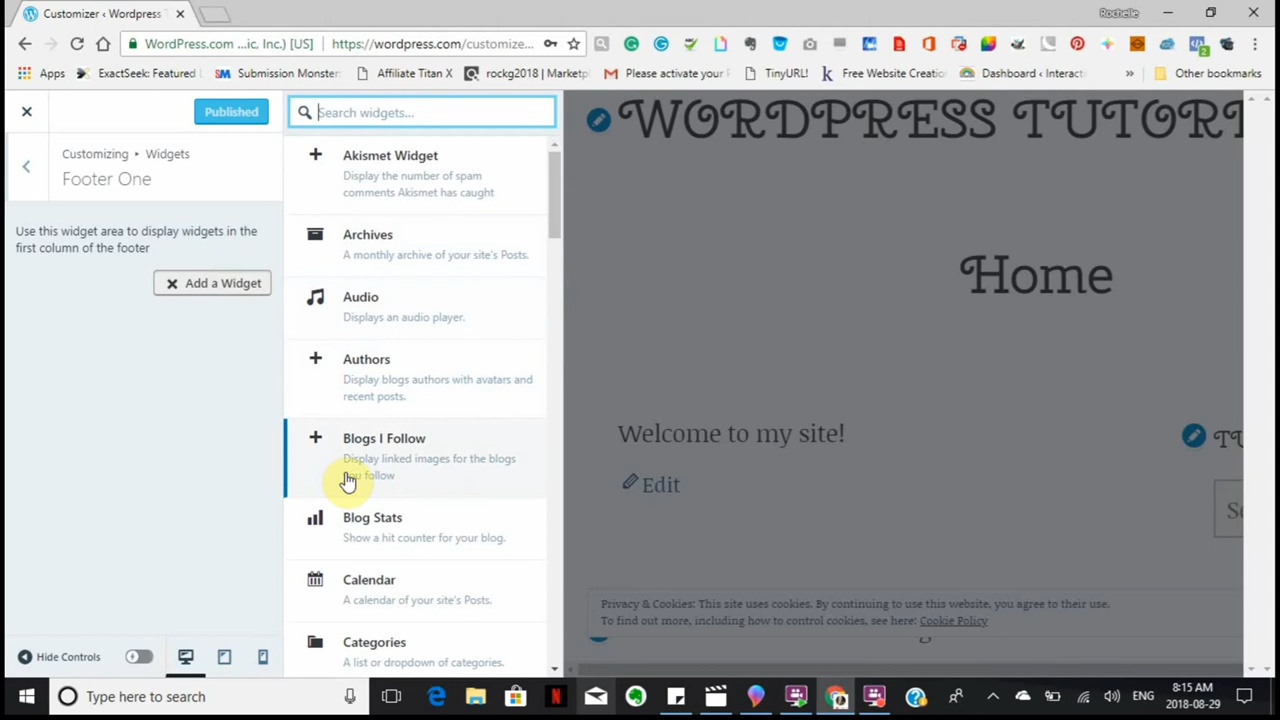 Customizer ‹ Wordpress
Rochelle
WordPress.com ...ic, Inc.) [US]
https://wordpress.com/customize...
2
Apps
ExactSeek: Featured
Submission Monster:
Affiliate Titan X
rockg2018 | Marketpl
Please activate your
TinyURL!
Free Website Creatio
Dashboard ‹ Interact
»
Other bookmarks
Published
Search widgets...
Customizing ▸ Widgets
Footer One
Use this widget area to display widgets in the
first column of the footer
Add a Widget
Akismet Widget
Display the number of spam
comments Akismet has caught
Archives
A monthly archive of your site's Posts.
Audio
Displays an audio player.
Authors
Display blogs authors with avatars and
recent posts.
Blogs I Follow
Display linked images for the blogs
you follow
Blog Stats
Show a hit counter for your blog.
Calendar
A calendar of your site's Posts.
Categories
A list or dropdown of categories.
Hide Controls
WORDPRESS TUTOR
Home
Welcome to my site!
Edit
TU
Se
Privacy & Cookies: This site uses cookies. By continuing to use this website, you agree to their use.
To find out more, including how to control cookies, see here: Cookie Policy
Type here to search
ENG
8:15 AM
2018-08-29